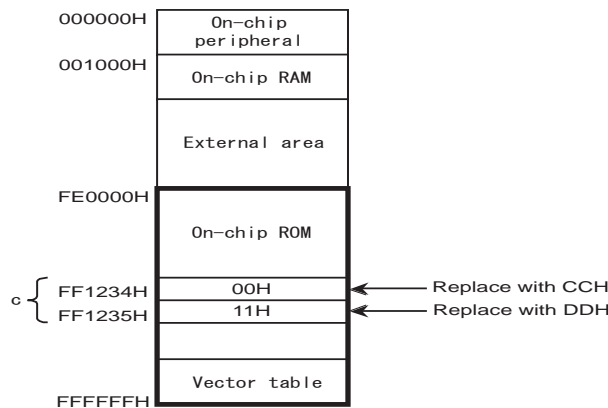 000000H
On-chip
peripheral
001000H
On-chip RAM
External area
FE0000H
On-chip ROM
c
FF1234H
00H
Replace with CCH
FF1235H
11H
Replace with DDH
Vector table
FFFFFFH